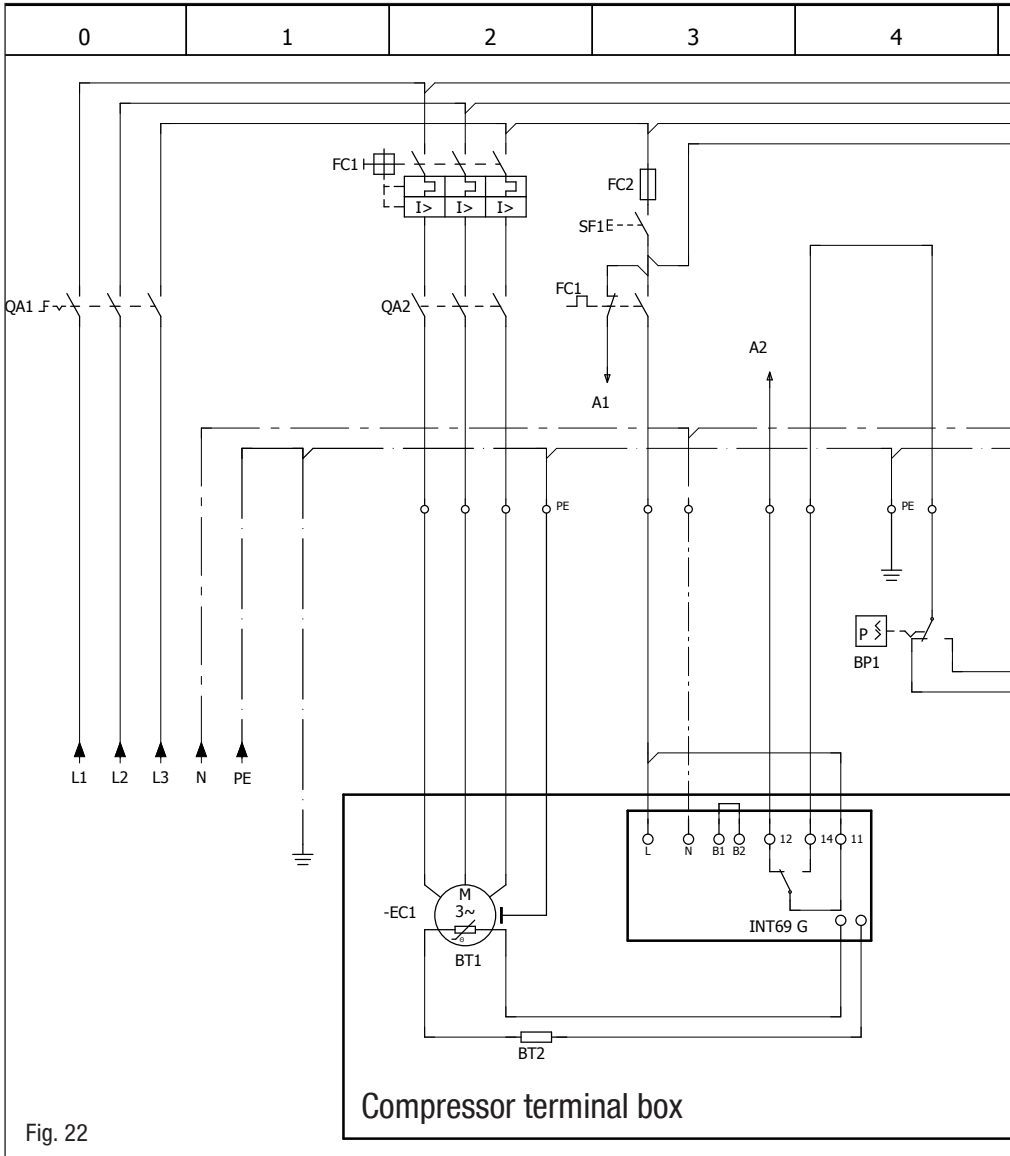 0 1 2 3 4
FC1
I> I> I>
FC2
SF1
QA1
QA2
FC1
A2
A1
PE
PE
P
BP1
L1 L2 L3 N PE
L N B1 B2 12 14 11
INT69 G
-EC1
M
3~
θ
BT1
BT2
Compressor terminal box
Fig. 22